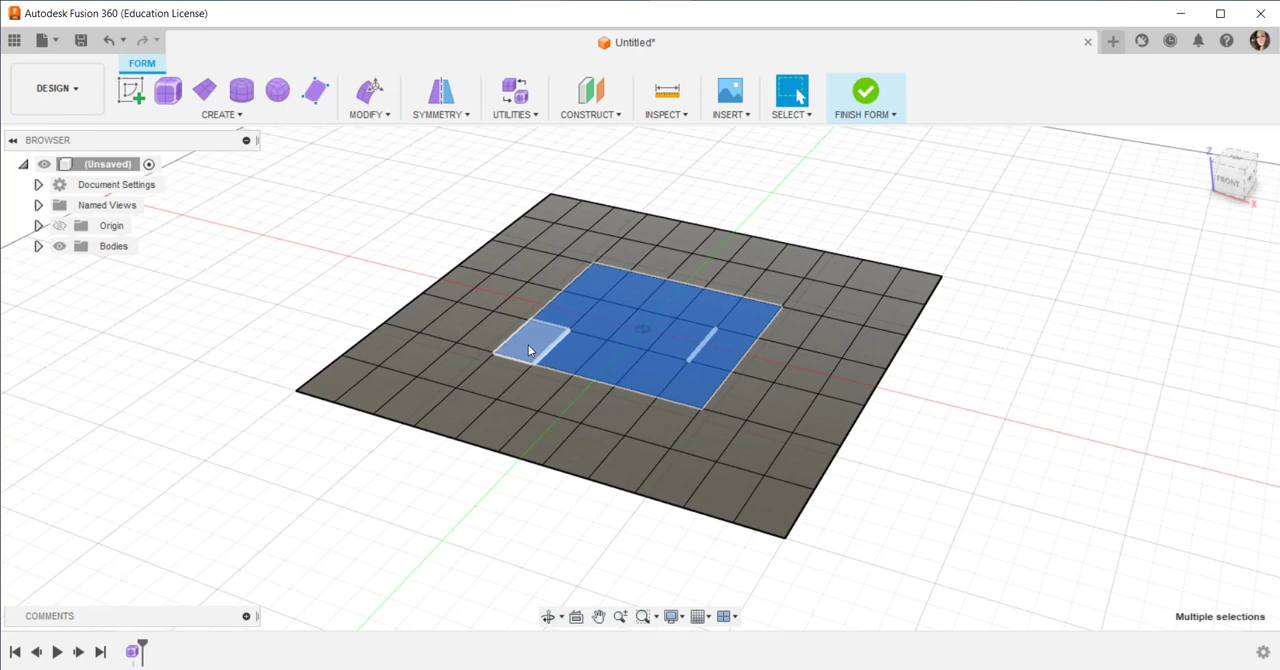 Autodesk Fusion 360 (Education License)
Untitled*
FORM
DESIGN
CREATE
MODIFY
SYMMETRY
UTILITIES
CONSTRUCT
INSPECT
INSERT
SELECT
FINISH FORM
BROWSER
(Unsaved)
Document Settings
Named Views
Origin
Bodies
Z
FRONT
X
COMMENTS
Multiple selections